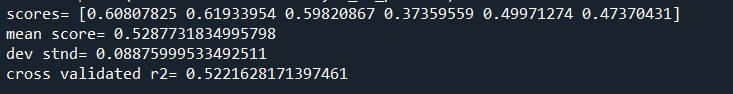 scores= [0.60807825 0.61933954 0.59820867 0.37359559 0.49971274 0.47370431]
mean score= 0.5287731834995798
dev stnd= 0.08875999533492511
cross validated r2= 0.5221628171397461